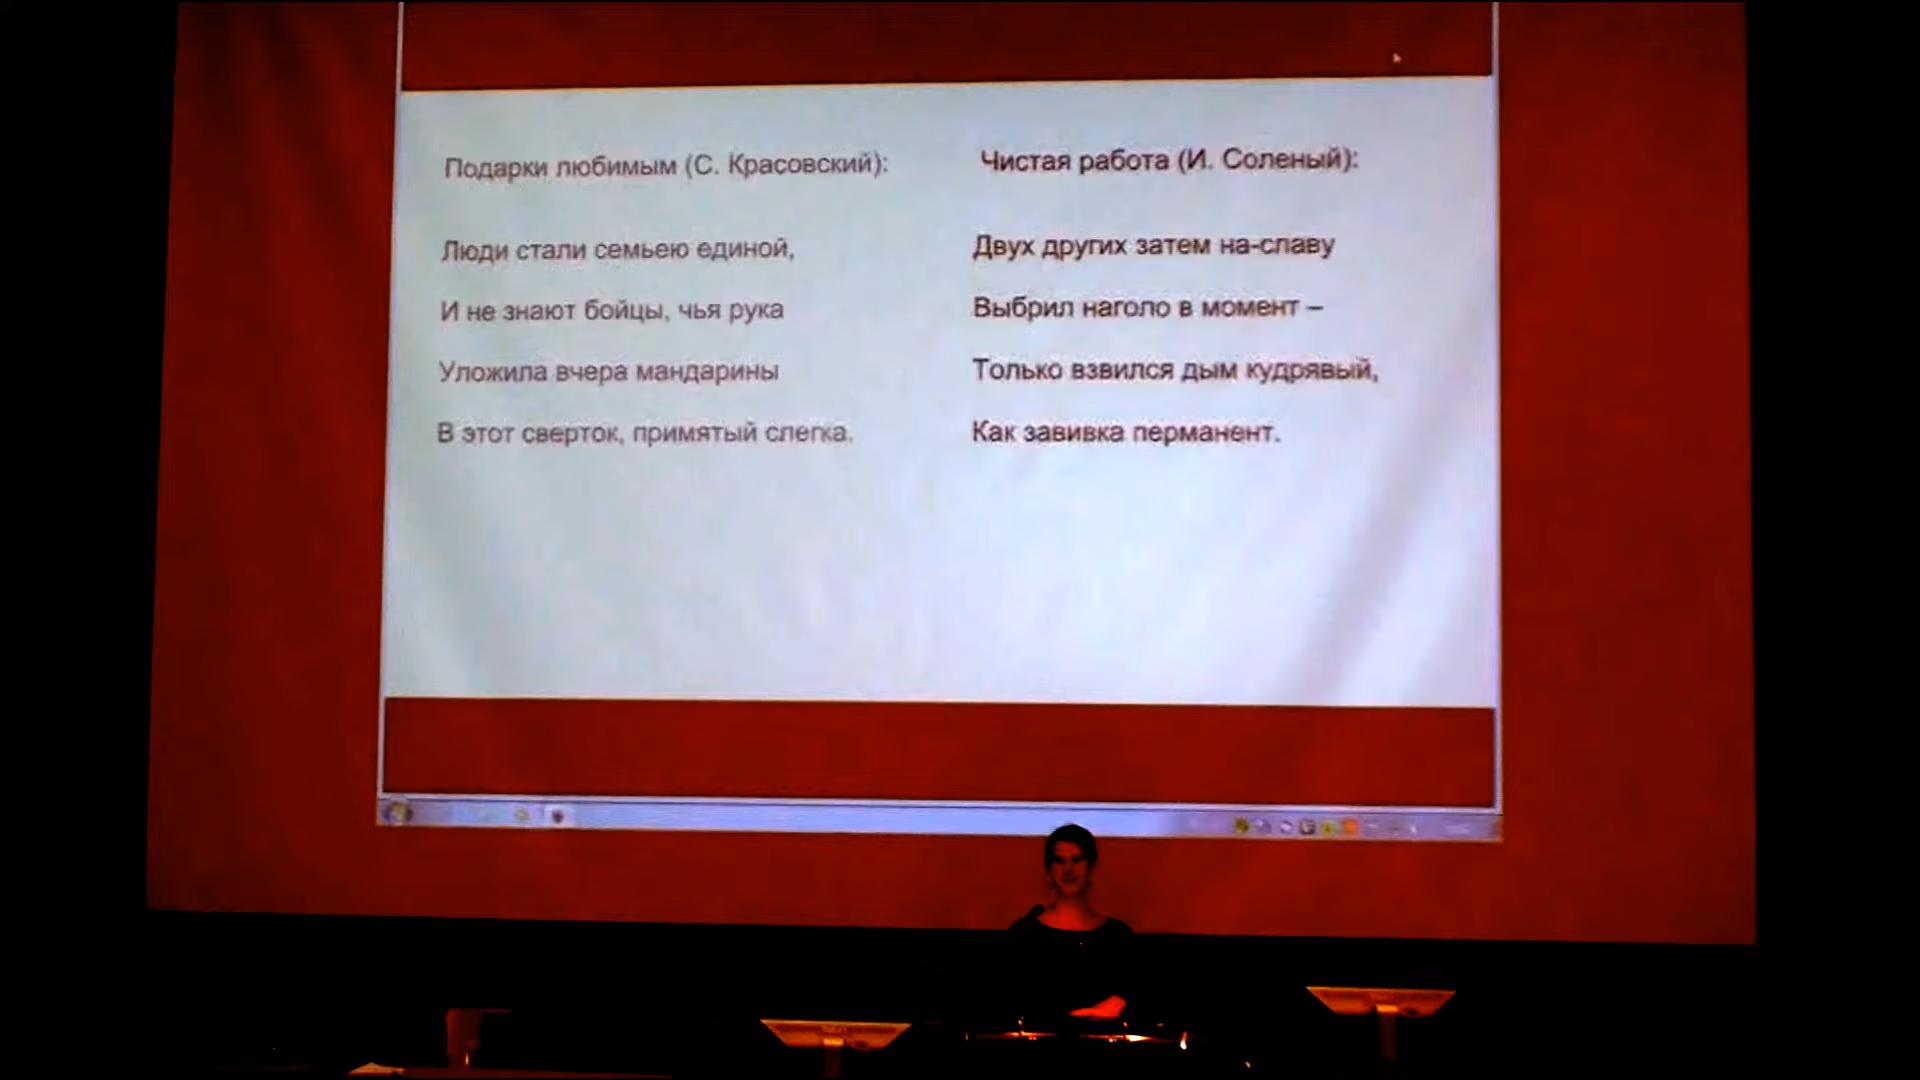 Подарки любимым (С. Красовский):
Люди стали семьею единой,
И не знают бойцы, чья рука
Уложила вчера мандарины
В этот сверток, примятый слегка.
Чистая работа (И. Соленый):
Двух других затем на-славу
Выбрил наголо в момент –
Только взвился дым кудрявый,
Как завивка перманент.